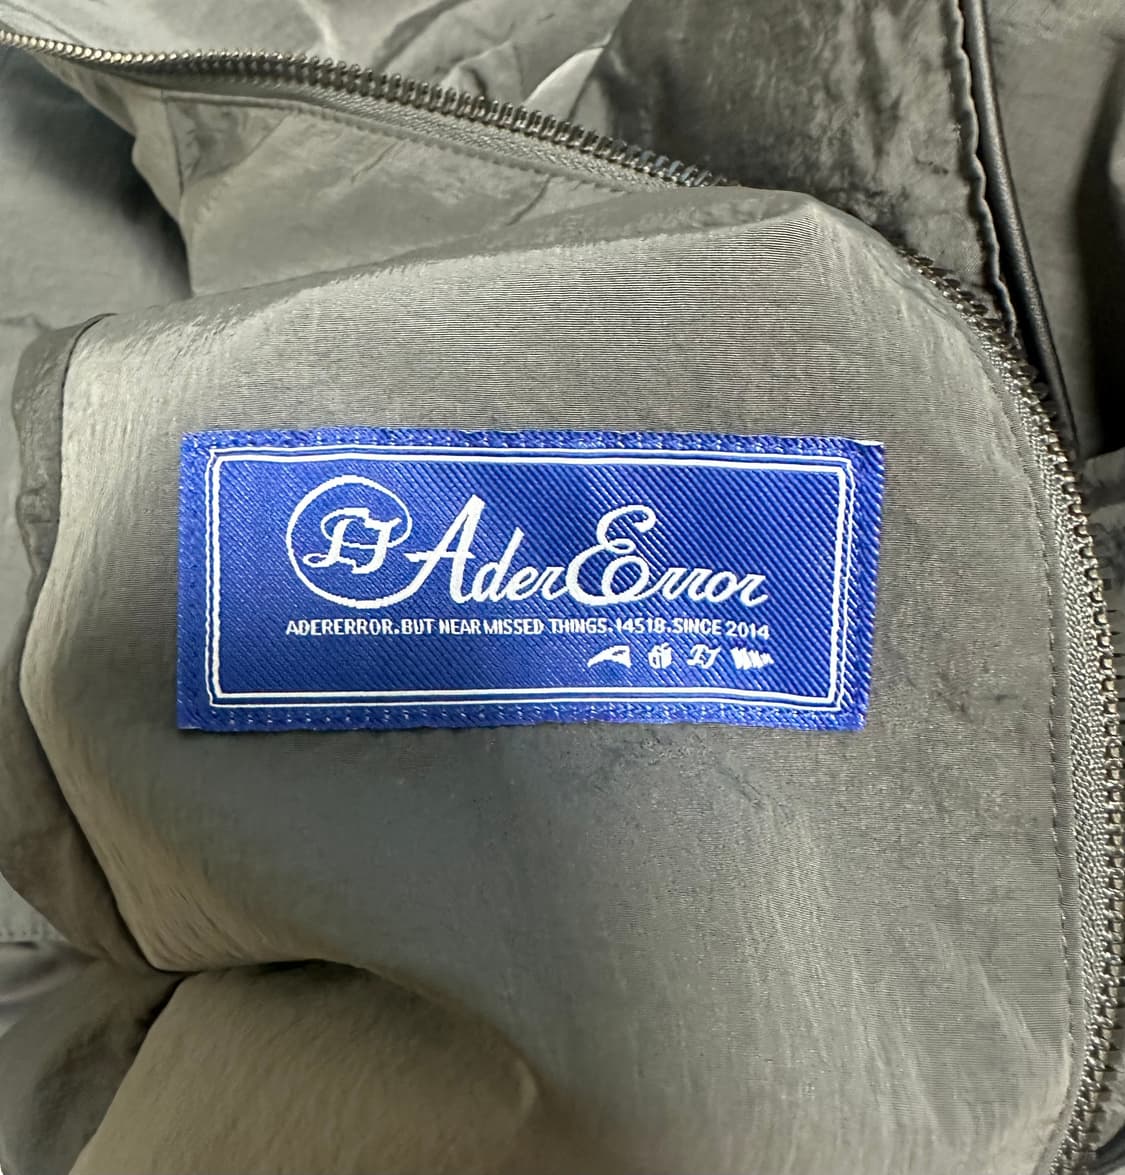 AderError
ADERERROR.BUT NEAR MISSED THINGS.14518.SINCE 2014